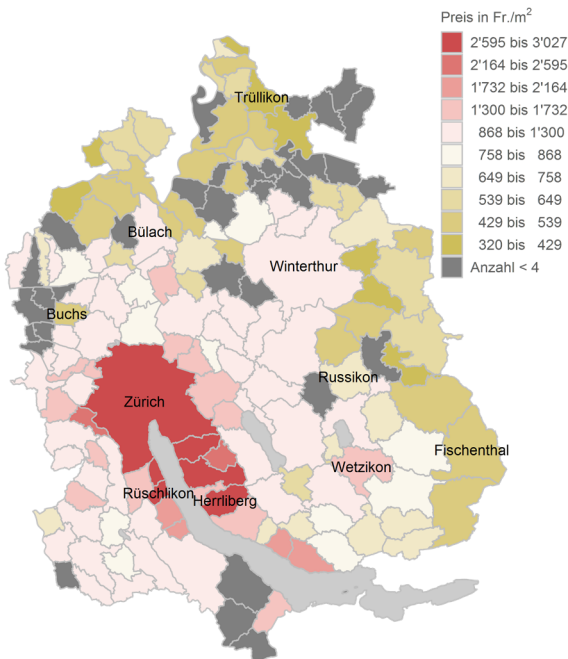 Preis in Fr./m²
2'595 bis 3'027
2'164 bis 2'595
1'732 bis 2'164
1'300 bis 1'732
868 bis 1'300
758 bis 868
649 bis 758
539 bis 649
429 bis 539
320 bis 429
Anzahl < 4
Trüllikon
Bülach
Winterthur
Buchs
Russikon
Zürich
Fischenthal
Wetzikon
Rüschlikon
Herrliberg